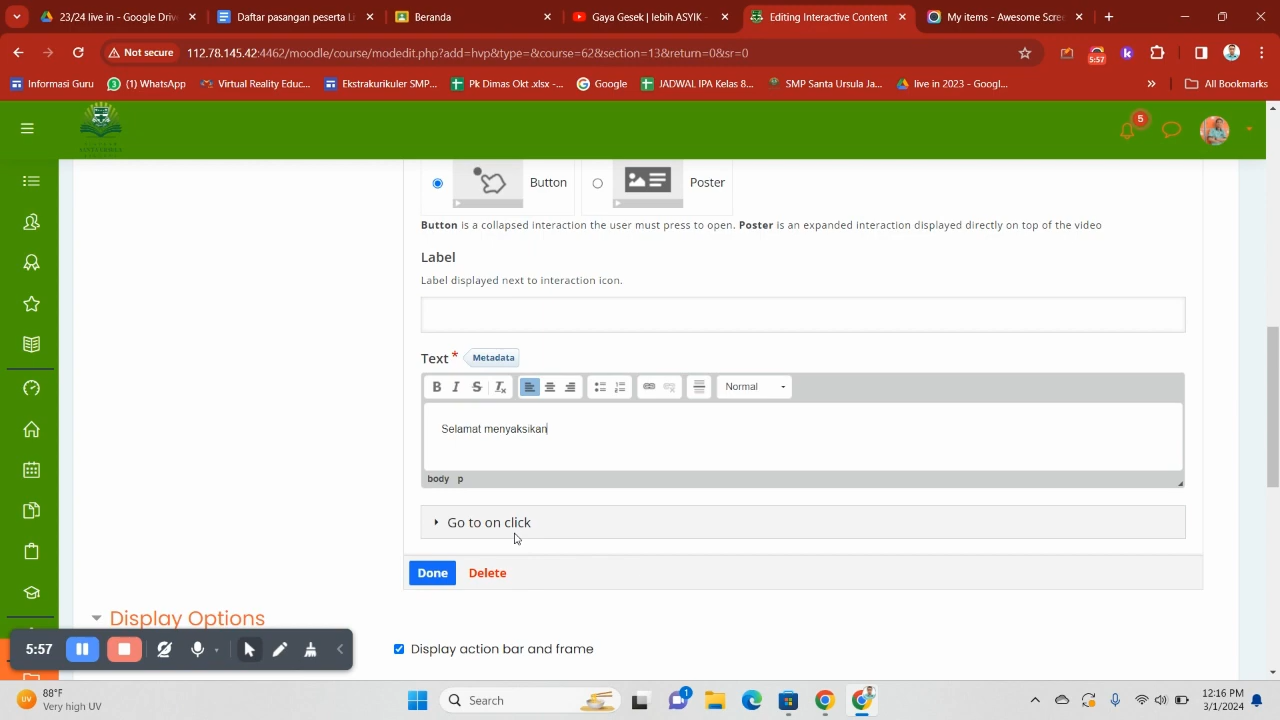 23/24 live in - Google Driv
Daftar pasangan peserta Li
Beranda
Gaya Gesek | lebih ASYIK -
Editing Interactive Content
My items - Awesome Scre
Not secure
112.78.145.42:4462/moodle/course/modedit.php?add=hvp&type=&course=62&section=13&return=0&sr=0
5:57
Informasi Guru
(1) WhatsApp
Virtual Reality Educ...
Ekstrakurikuler SMP...
Pk Dimas Okt .xlsx -...
Google
JADWAL IPA Kelas 8...
SMP Santa Ursula Ja...
live in 2023 - Googl...
All Bookmarks
5
Button
Poster
Button is a collapsed interaction the user must press to open. Poster is an expanded interaction displayed directly on top of the video
Label
Label displayed next to interaction icon.
Text * Metadata
B I S Tx
Normal
Selamat menyaksikan
body p
Go to on click
Done Delete
Display Options
5:57
Display action bar and frame
88°F
Very high UV
UV
Search
1
12:16 PM
3/1/2024